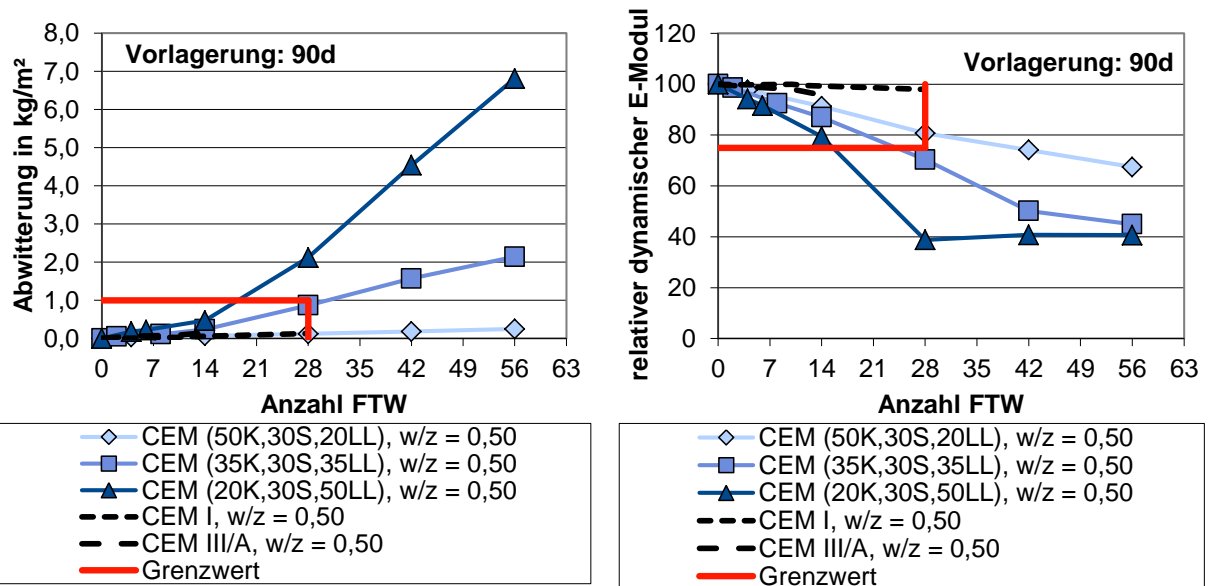 Abwitterung in kg/m²
8,0
7,0
6,0
5,0
4,0
3,0
2,0
1,0
0,0
Vorlagerung: 90d
0 7 14 21 28 35 42 49 56 63
Anzahl FTW
CEM (50K,30S,20LL), w/z = 0,50
CEM (35K,30S,35LL), w/z = 0,50
CEM (20K,30S,50LL), w/z = 0,50
CEM I, w/z = 0,50
CEM III/A, w/z = 0,50
Grenzwert
relativer dynamischer E-Modul
120
100
80
60
40
20
0
Vorlagerung: 90d
0 7 14 21 28 35 42 49 56 63
Anzahl FTW
CEM (50K,30S,20LL), w/z = 0,50
CEM (35K,30S,35LL), w/z = 0,50
CEM (20K,30S,50LL), w/z = 0,50
CEM I, w/z = 0,50
CEM III/A, w/z = 0,50
Grenzwert